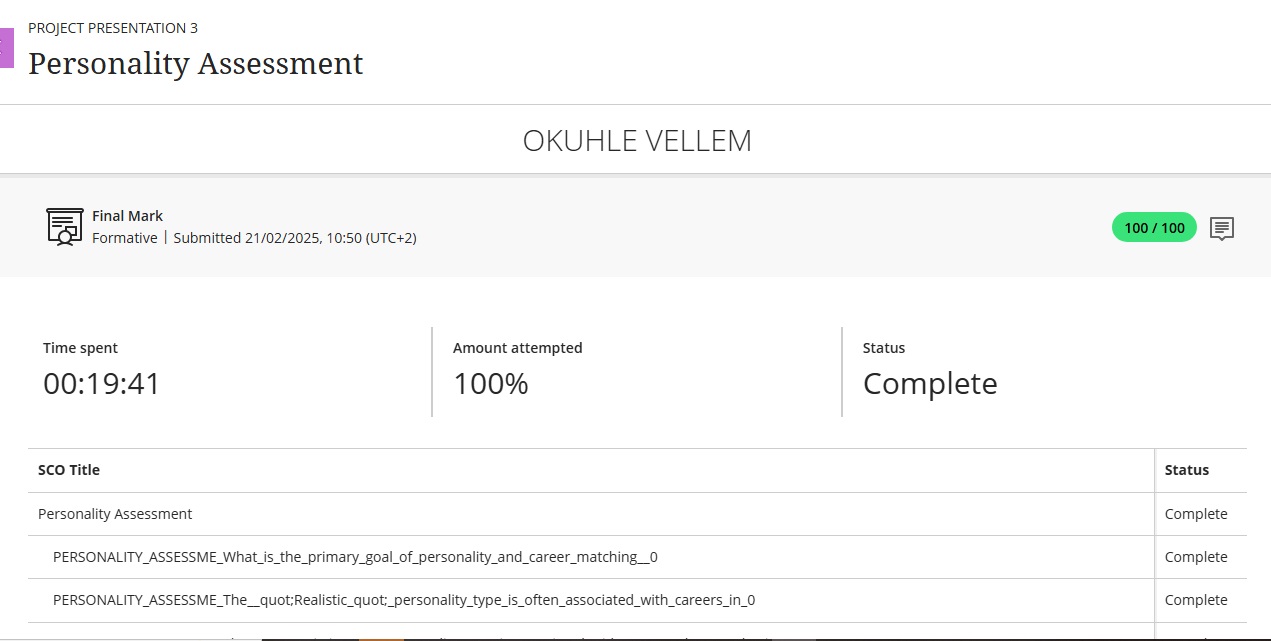 PROJECT PRESENTATION 3
Personality Assessment
OKUHLE VELLEM
Final Mark
Formative | Submitted 21/02/2025, 10:50 (UTC+2)
100 / 100
Time spent
00:19:41
Amount attempted
100%
Status
Complete
SCO Title Status
Personality Assessment Complete
PERSONALITY_ASSESSME_What_is_the_primary_goal_of_personality_and_career_matching__0 Complete
PERSONALITY_ASSESSME_The__quot;Realistic_quot;_personality_type_is_often_associated_with_careers_in_0 Complete